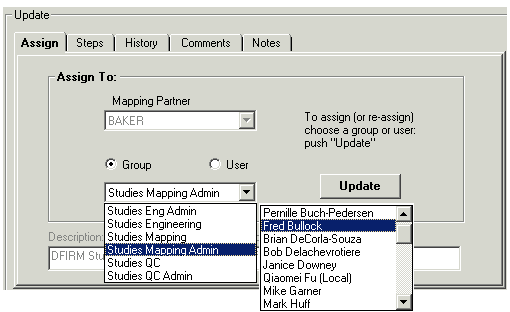 Update
Assign Steps History Comments Notes
Assign To:
Mapping Partner
BAKER
To assign (or re-assign)
choose a group or user:
push "Update"
Group User
Studies Mapping Admin
Update
Studies Eng Admin
Studies Engineering
Studies Mapping
Studies Mapping Admin
Studies QC
Studies QC Admin
Pernille Buch-Pedersen
Fred Bullock
Brian DeCorla-Souza
Bob Delachevrotiere
Janice Downey
Qiaomei Fu (Local)
Mike Garner
Mark Huff
Description:
DFIRM Stu